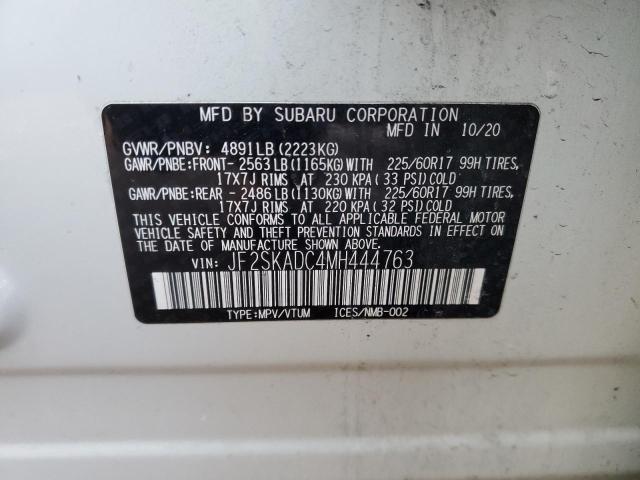 MFD BY SUBARU CORPORATION
MFD IN 10/20
GVWR/PNBV: 4891LB(2223KG)
GAWR/PNBE:FRONT- 2563LB(1165KG)WITH 225/60R17 99H TIRES,
17X7J RIMS AT 230 KPA(33 PSI)COLD
GAWR/PNBE:REAR - 2486LB(1130KG)WITH 225/60R17 99H TIRES,
17X7J RIMS AT 220 KPA(32 PSI)COLD
THIS VEHICLE CONFORMS TO ALL APPLICABLE FEDERAL MOTOR
VEHICLE SAFETY AND THEFT PREVENTION STANDARDS IN EFFECT
ON THE DATE OF MANUFACTURE SHOWN ABOVE.
VIN: JF2SKADC4MH444763
TYPE:MPV/VTUM ICES/NMB-002